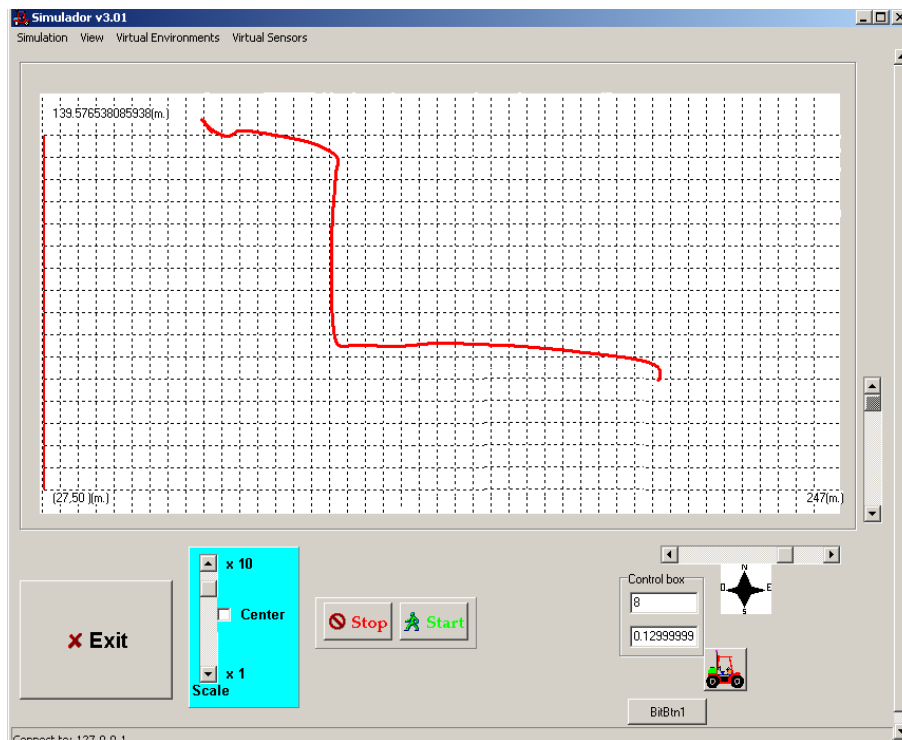 Simulador v3.01
Simulation View Virtual Environments Virtual Sensors
139.576538085938(m.)
(27,50 )(m.)
247(m.)
x 10
Center
x 1
Scale
Exit
Stop
Start
Control box
8
0.12999999
N
O E
S
BitBtn1
Connect to: 127.0.0.1